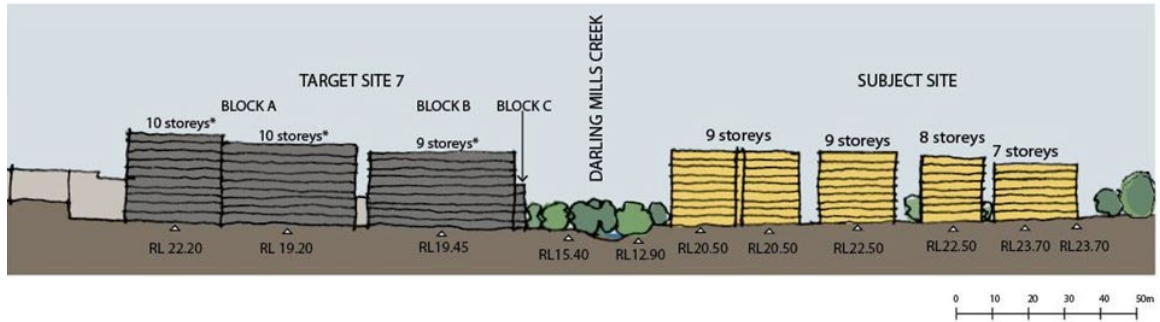 DARLING MILLS CREEK
TARGET SITE 7
SUBJECT SITE
BLOCK A
BLOCK B
BLOCK C
10 storeys*
10 storeys*
9 storeys*
9 storeys
9 storeys
8 storeys
7 storeys
RL 22.20
RL 19.20
RL19.45
RL15.40
RL12.90
RL20.50
RL20.50
RL22.50
RL22.50
RL23.70
RL23.70
0 10 20 30 40 50m